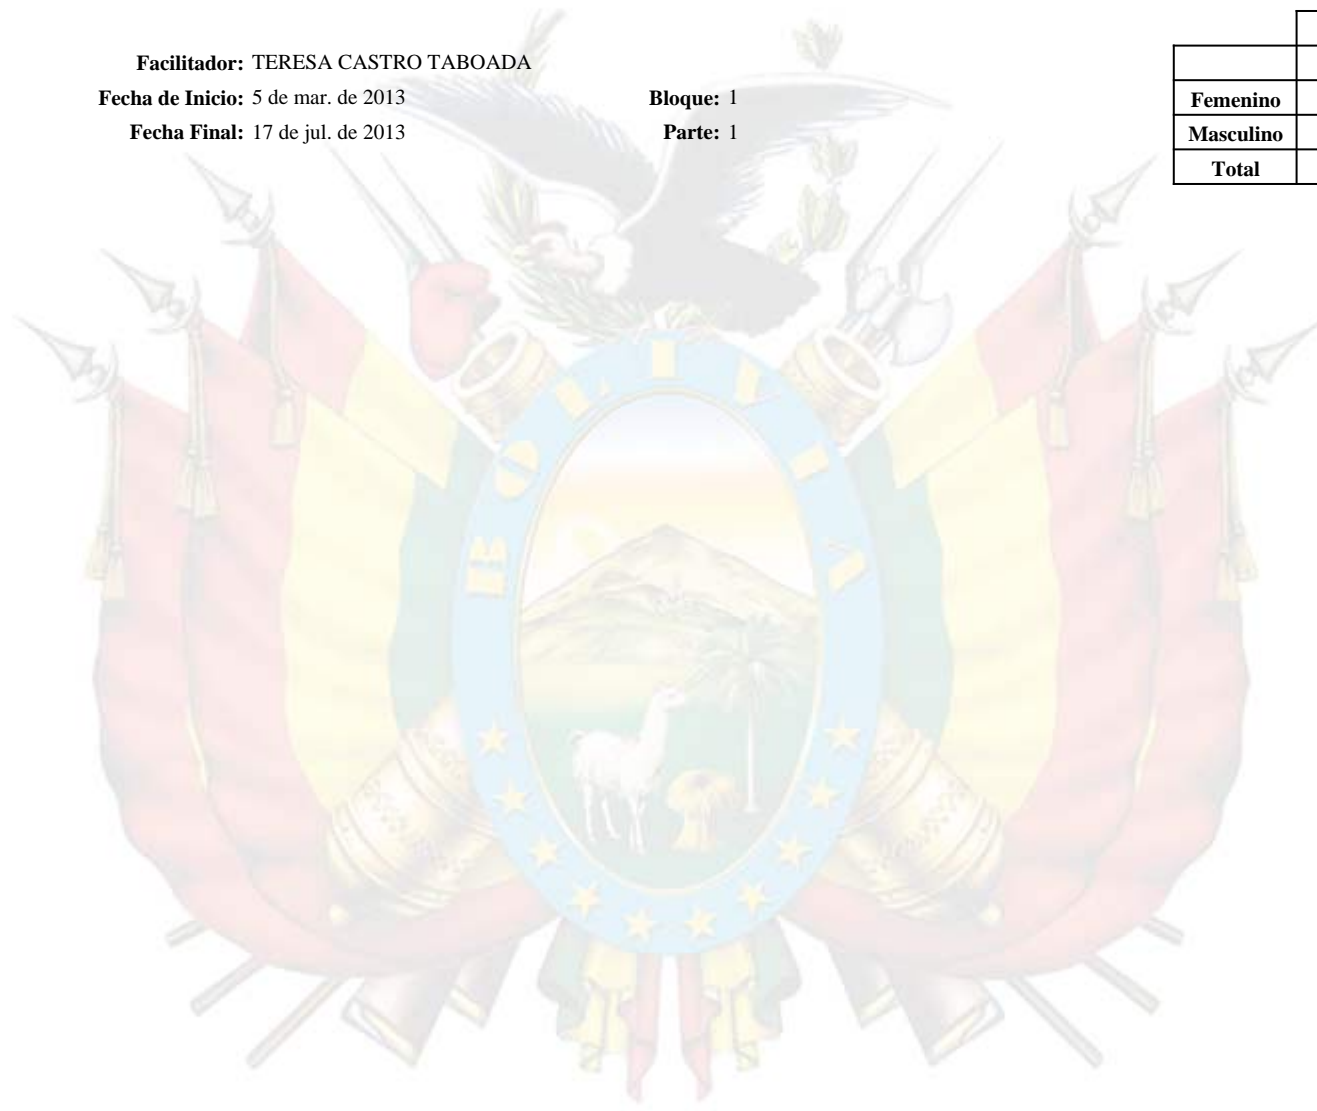 Facilitador: TERESA CASTRO TABOADA
Fecha de Inicio: 5 de mar. de 2013 Bloque: 1
Fecha Final: 17 de jul. de 2013 Parte: 1
Femenino
Masculino
Total
BOLIVIA